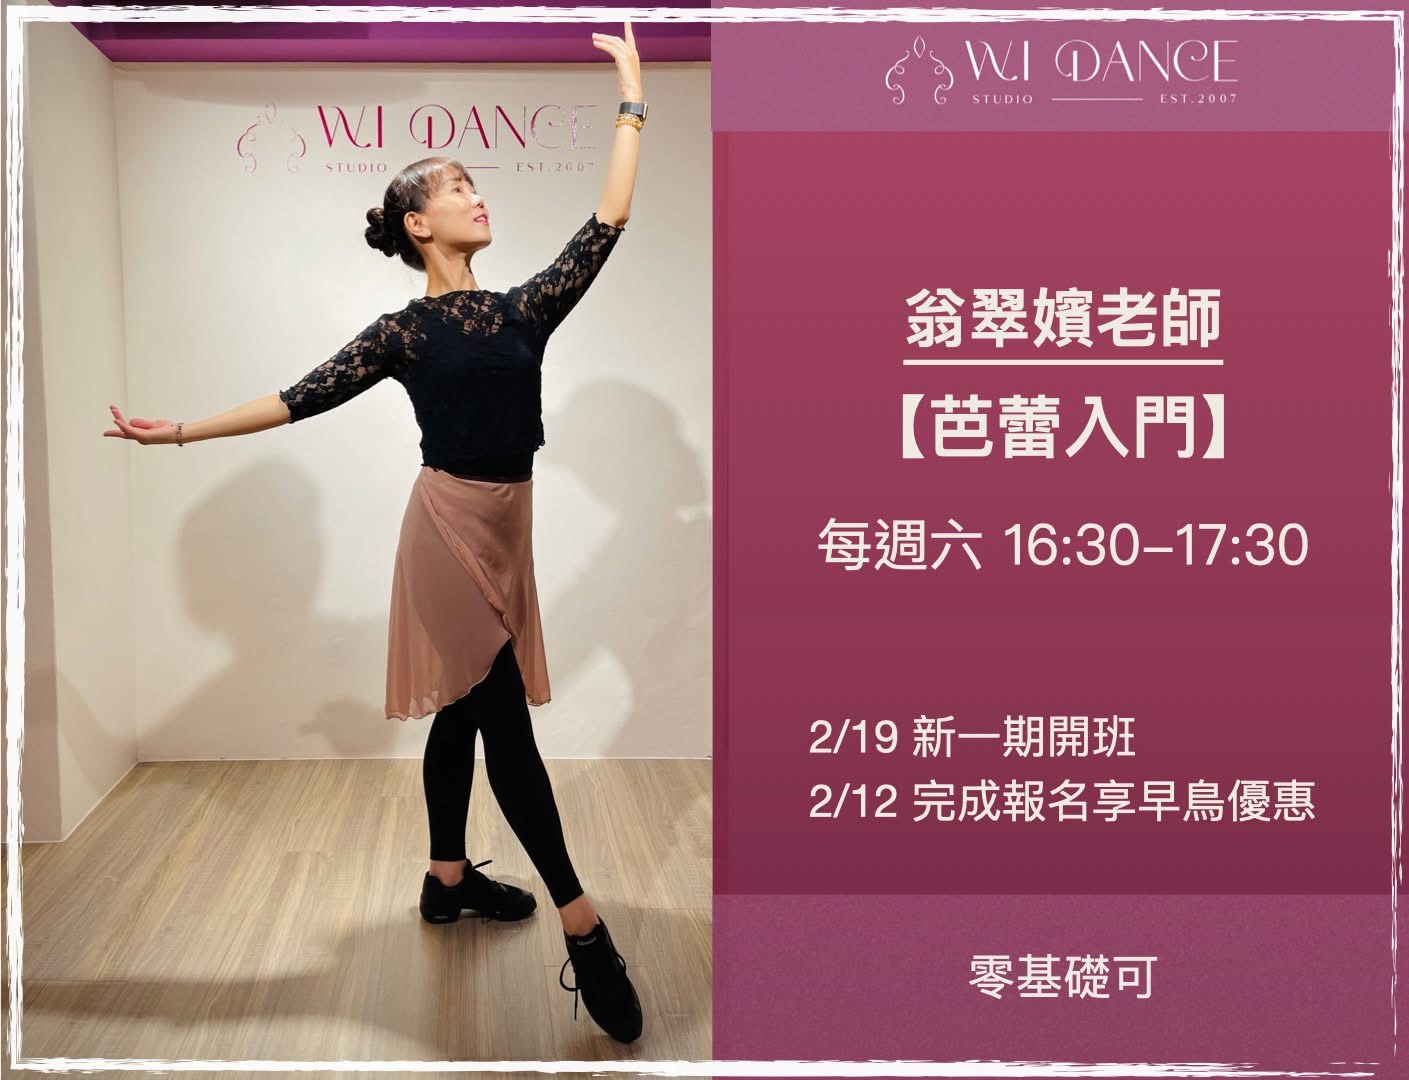 WI DANCE
STUDIO EST.2007
WI DANCE
STUDIO EST.2007
翁翠嬪老師
【芭蕾入門】
每週六 16:30–17:30
2/19 新一期開班
2/12 完成報名享早鳥優惠
零基礎可